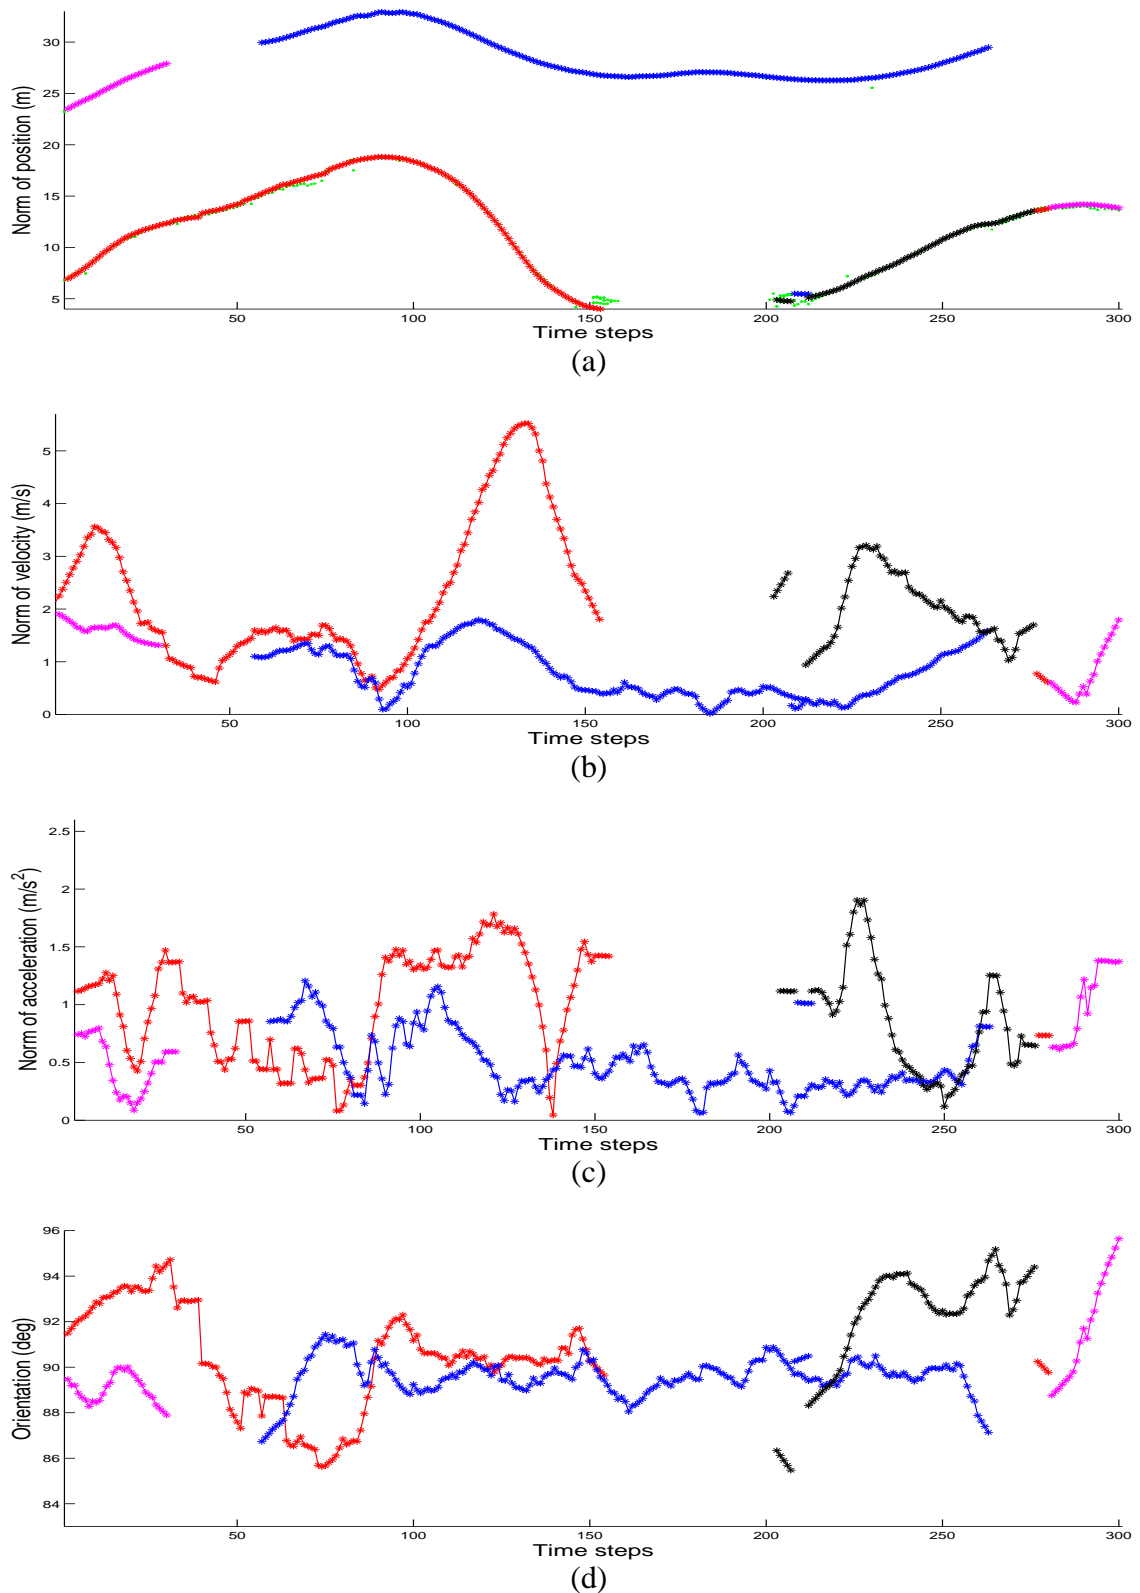 30
25
20
15
10
5
Norm of position (m)
50 100 150 200 250 300
Time steps
(a)
5
4
3
2
1
0
Norm of velocity (m/s)
50 100 150 200 250 300
Time steps
(b)
2.5
2
1.5
1
0.5
0
Norm of acceleration (m/s²)
50 100 150 200 250 300
Time steps
(c)
96
94
92
90
88
86
84
Orientation (deg)
50 100 150 200 250 300
Time steps
(d)